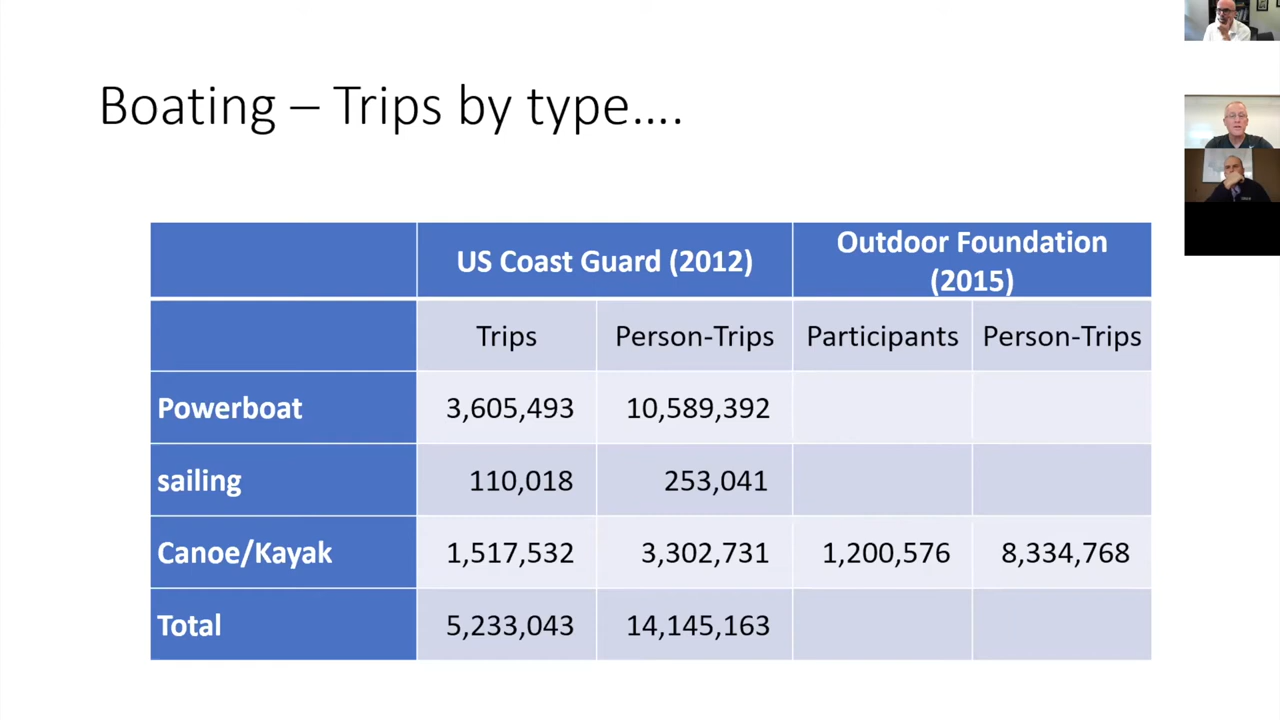 Boating – Trips by type....
US Coast Guard (2012)
Outdoor Foundation
(2015)
Trips Person-Trips Participants Person-Trips
Powerboat 3,605,493 10,589,392
sailing 110,018 253,041
Canoe/Kayak 1,517,532 3,302,731 1,200,576 8,334,768
Total 5,233,043 14,145,163